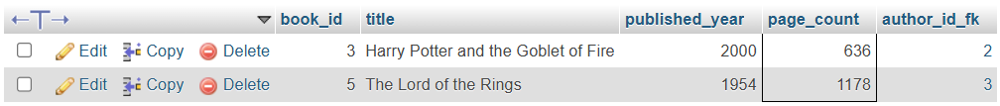 book_id title published_year page_count author_id_fk
Edit Copy Delete 3 Harry Potter and the Goblet of Fire 2000 636 2
Edit Copy Delete 5 The Lord of the Rings 1954 1178 3